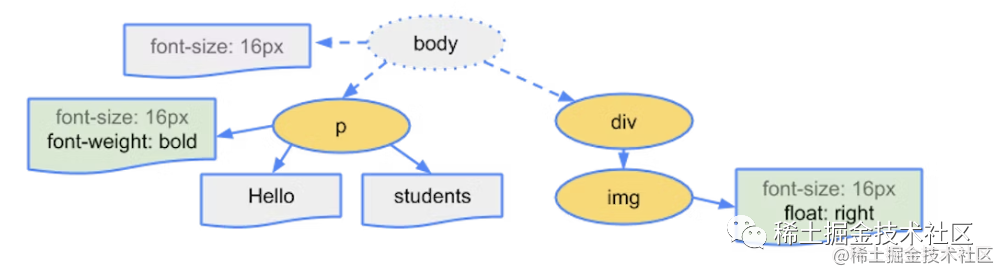 font-size: 16px
body
font-size: 16px
font-weight: bold
p
div
Hello
students
img
font-size: 16px
float: right
稀土掘金技术社区
@稀土掘金技术社区